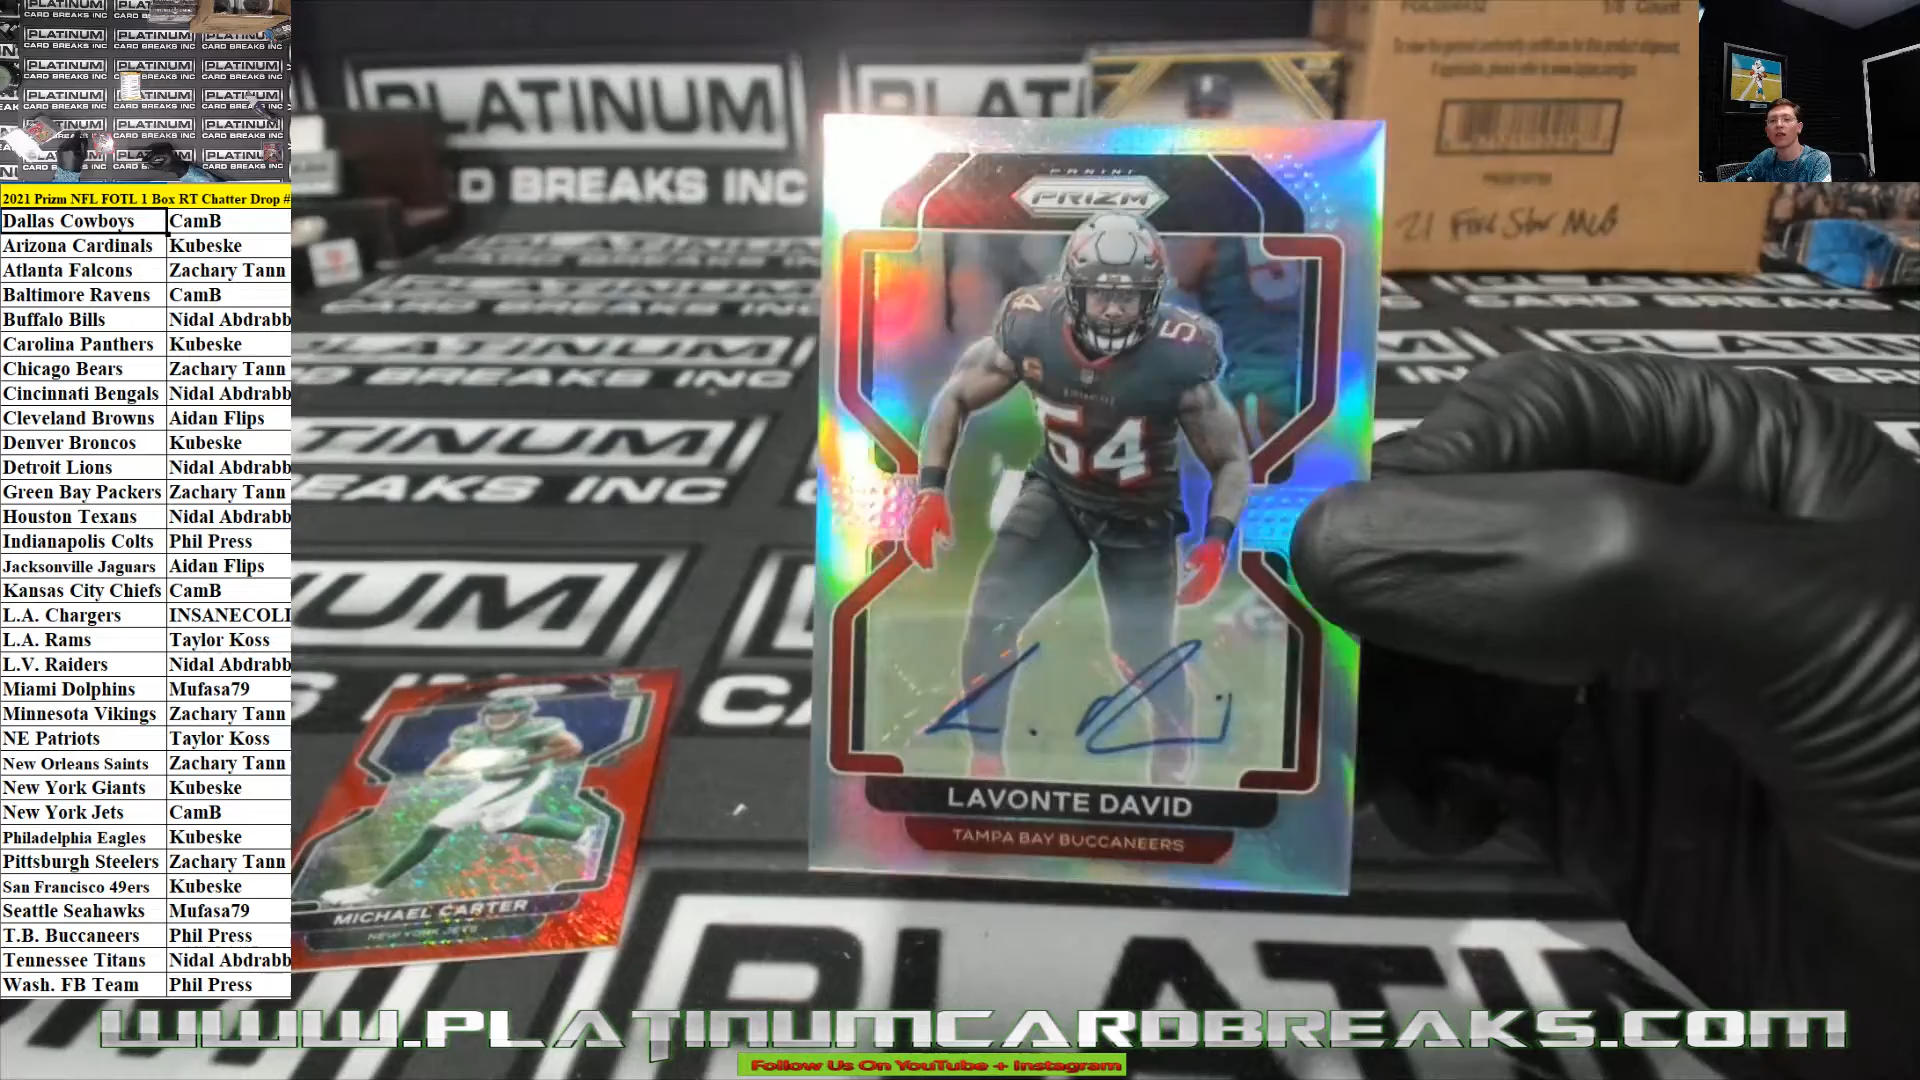 2021 Prizm NFL FOTL 1 Box RT Chatter Drop #
Dallas Cowboys CamB
Arizona Cardinals Kubeske
Atlanta Falcons Zachary Tann
Baltimore Ravens CamB
Buffalo Bills Nidal Abdrabb
Carolina Panthers Kubeske
Chicago Bears Zachary Tann
Cincinnati Bengals Nidal Abdrabb
Cleveland Browns Aidan Flips
Denver Broncos Kubeske
Detroit Lions Nidal Abdrabb
Green Bay Packers Zachary Tann
Houston Texans Nidal Abdrabb
Indianapolis Colts Phil Press
Jacksonville Jaguars Aidan Flips
Kansas City Chiefs CamB
L.A. Chargers INSANECOLL
L.A. Rams Taylor Koss
L.V. Raiders Nidal Abdrabb
Miami Dolphins Mufasa79
Minnesota Vikings Zachary Tann
NE Patriots Taylor Koss
New Orleans Saints Zachary Tann
New York Giants Kubeske
New York Jets CamB
Philadelphia Eagles Kubeske
Pittsburgh Steelers Zachary Tann
San Francisco 49ers Kubeske
Seattle Seahawks Mufasa79
T.B. Buccaneers Phil Press
Tennessee Titans Nidal Abdrabb
Wash. FB Team Phil Press
PLATINUM PLATI
D BREAKS INC
PANINI
PRIZM
54
LAVONTE DAVID
TAMPA BAY BUCCANEERS
MICHAEL CARTER
NEW YORK JETS
TINUM
EAKS INC
PLATIN
WWW.PLATINUMCARDBREAKS.COM
Follow Us On YouTube + Instagram